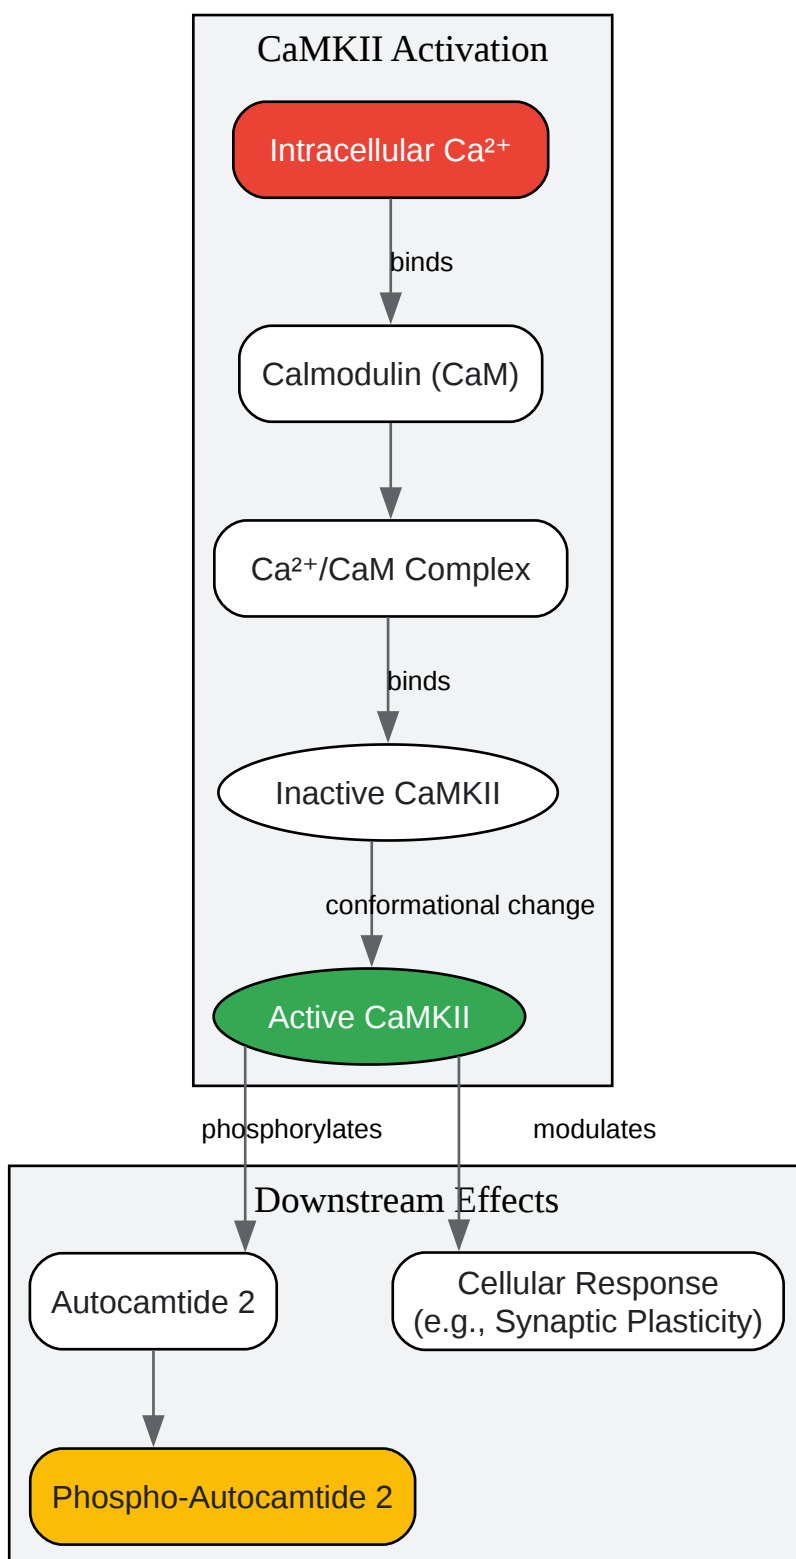 CaMKII Activation
Intracellular Ca²⁺
binds
Calmodulin (CaM)
Ca²⁺/CaM Complex
binds
Inactive CaMKII
conformational change
Active CaMKII
phosphorylates
modulates
Downstream Effects
Autocamtide 2
Cellular Response
(e.g., Synaptic Plasticity)
Phospho-Autocamtide 2